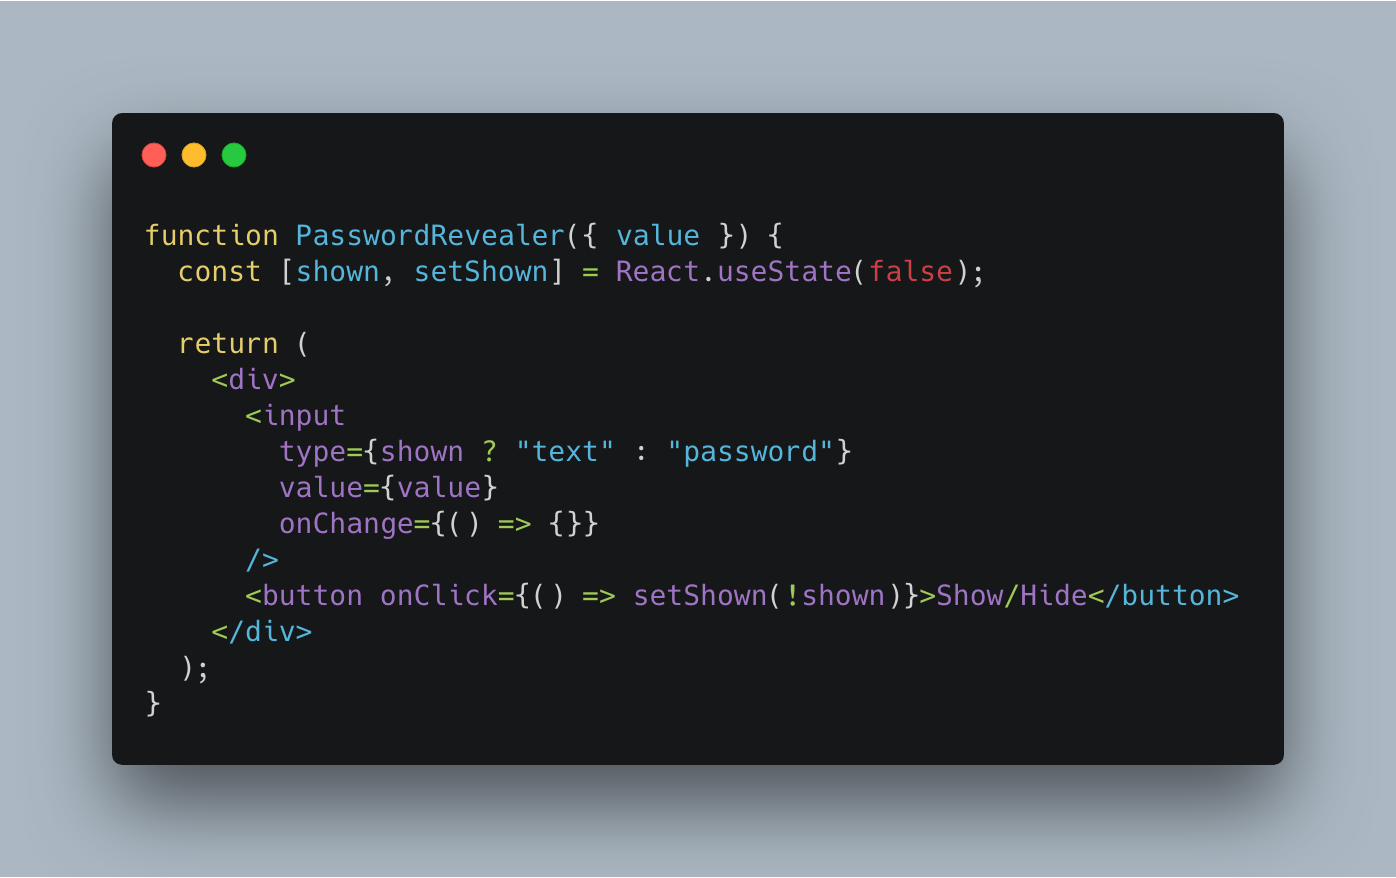 function PasswordRevealer({ value }) {
  const [shown, setShown] = React.useState(false);

  return (
    <div>
      <input
        type={shown ? "text" : "password"}
        value={value}
        onChange={() => {}}
      />
      <button onClick={() => setShown(!shown)}>Show/Hide</button>
    </div>
  );
}